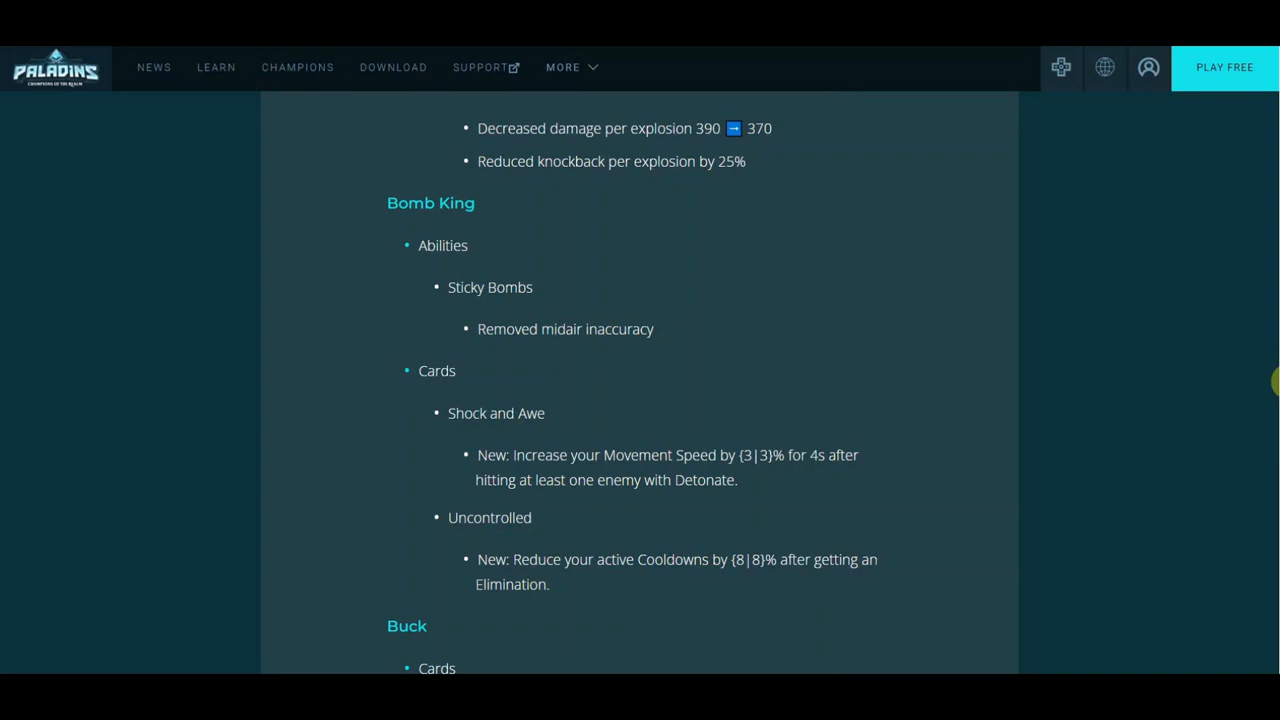 PALADINS
CHAMPIONS OF THE REALM
NEWS
LEARN
CHAMPIONS
DOWNLOAD
SUPPORT
MORE
PLAY FREE
• Decreased damage per explosion 390 → 370
• Reduced knockback per explosion by 25%
Bomb King
• Abilities
• Sticky Bombs
• Removed midair inaccuracy
• Cards
• Shock and Awe
• New: Increase your Movement Speed by {3|3}% for 4s after
hitting at least one enemy with Detonate.
• Uncontrolled
• New: Reduce your active Cooldowns by {8|8}% after getting an
Elimination.
Buck
• Cards